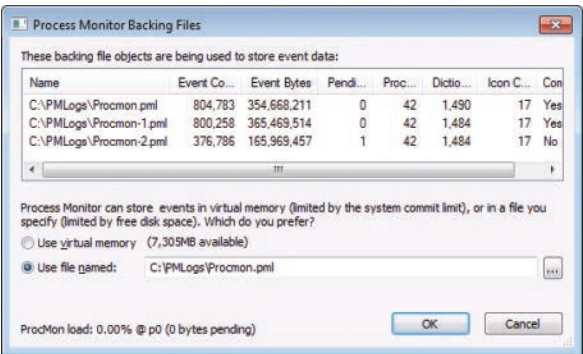 Process Monitor Backing Files
These backing file objects are being used to store event data:
Name Event Co... Event Bytes Pendi... Proc... Dictio... Icon C... Con
C:\PMLogs\Procmon.pml 804,783 354,668,211 0 42 1,490 17 Yes
C:\PMLogs\Procmon-1.pml 800,258 365,469,514 0 42 1,484 17 Yes
C:\PMLogs\Procmon-2.pml 376,786 165,969,457 1 42 1,484 17 No
Process Monitor can store events in virtual memory (limited by the system commit limit), or in a file you
specify (limited by free disk space). Which do you prefer?
Use virtual memory (7,305MB available)
Use file named: C:\PMLogs\Procmon.pml ...
ProcMon load: 0.00% @ p0 (0 bytes pending) OK Cancel